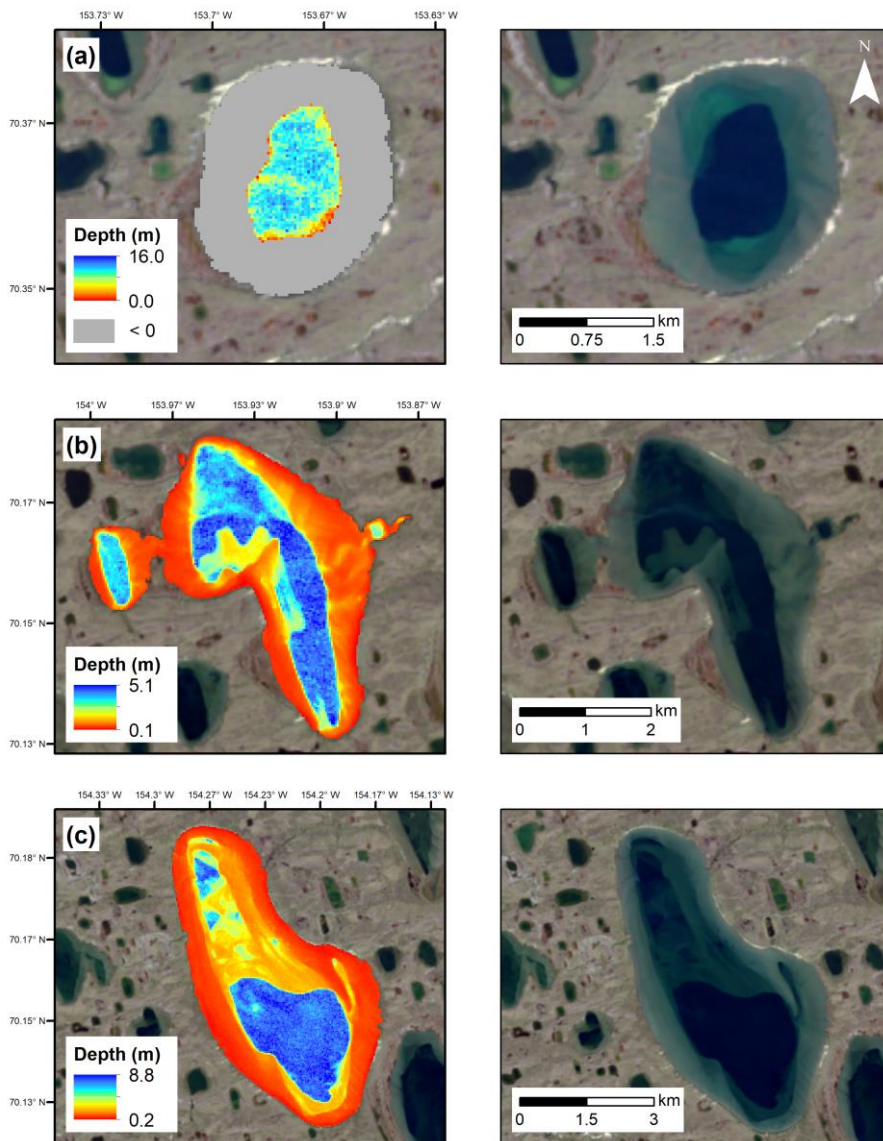 153.73° W 153.7° W 153.67° W 153.63° W
(a)
N
70.37° N
Depth (m)
16.0
0.0
< 0
70.35° N
km
0 0.75 1.5
154° W 153.97° W 153.93° W 153.9° W 153.87° W
(b)
70.17° N
70.15° N
Depth (m)
5.1
0.1
70.13° N
km
0 1 2
154.33° W 154.3° W 154.27° W 154.23° W 154.2° W 154.17° W 154.13° W
(c)
70.18° N
70.17° N
70.15° N
Depth (m)
8.8
0.2
70.13° N
km
0 1.5 3